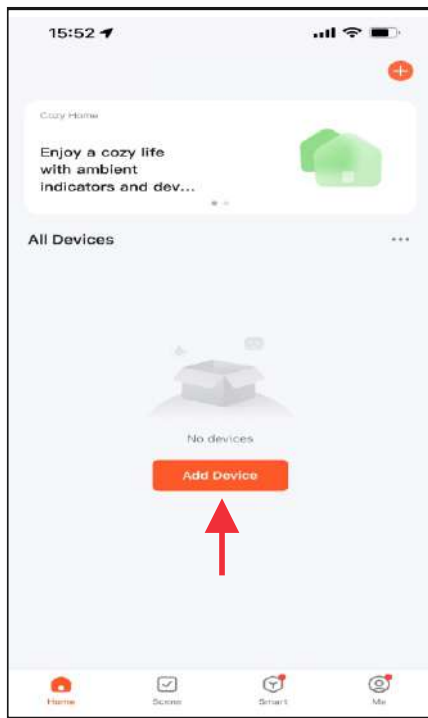 15:52
Cozy Home
Enjoy a cozy life
with ambient
indicators and dev...
All Devices
No devices
Add Device
Home
Scene
Smart
Me